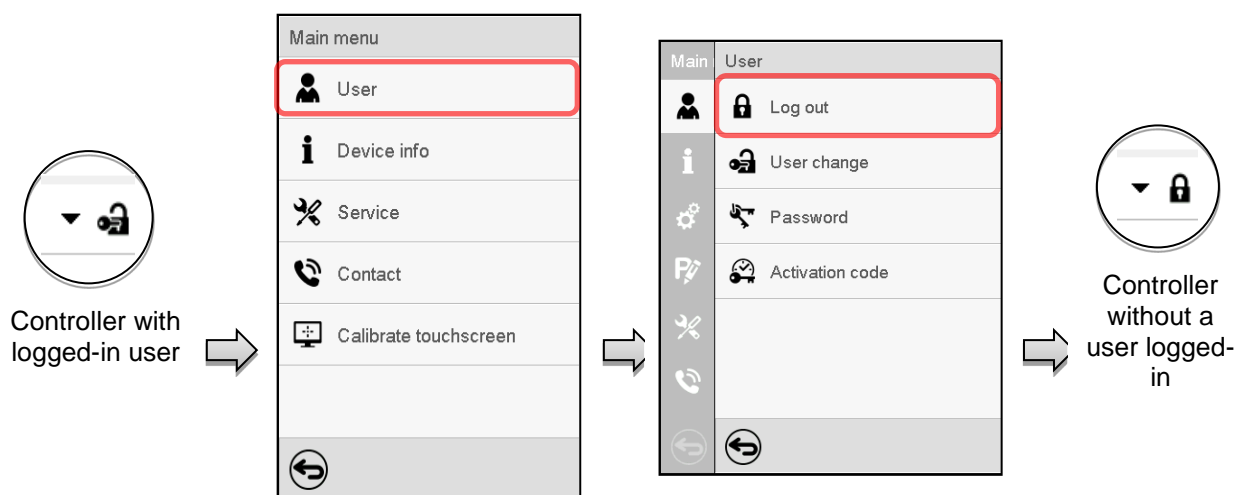 Controller with
logged-in user
Main menu
User
Device info
Service
Contact
Calibrate touchscreen
Main
User
Log out
User change
Password
Activation code
Controller
without a
user logged-
in